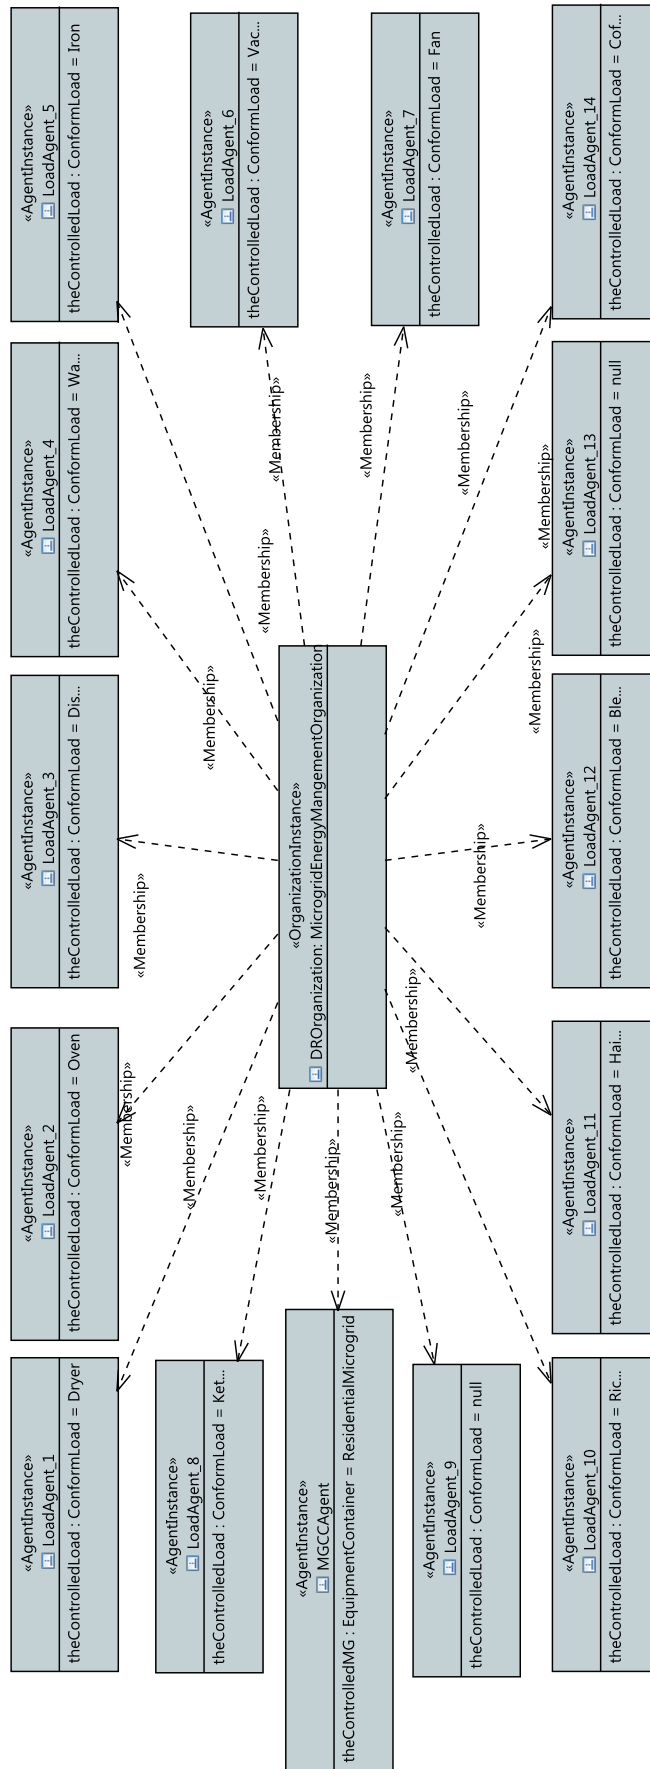 «AgentInstance»
LoadAgent_1
theControlledLoad : ConformLoad = Dryer
«AgentInstance»
LoadAgent_2
theControlledLoad : ConformLoad = Oven
«AgentInstance»
LoadAgent_3
theControlledLoad : ConformLoad = Dis...
«AgentInstance»
LoadAgent_4
theControlledLoad : ConformLoad = Wa...
«AgentInstance»
LoadAgent_5
theControlledLoad : ConformLoad = Iron
«Membership»
«Membership»
«Membership»
«Membership»
«Membership»
«AgentInstance»
LoadAgent_8
theControlledLoad : ConformLoad = Ket...
«Membership»
«Membership»
«AgentInstance»
LoadAgent_6
theControlledLoad : ConformLoad = Vac...
«AgentInstance»
MGCCAgent
theControlledMG : EquipmentContainer = ResidentialMicrogrid
«Membership»
«OrganizationInstance»
DROrganization: MicrogridEnergyMangementOrganization
«Membership»
«AgentInstance»
LoadAgent_7
theControlledLoad : ConformLoad = Fan
«Membership»
«Membership»
«AgentInstance»
LoadAgent_9
theControlledLoad : ConformLoad = null
«Membership»
«Membership»
«Membership»
«Membership»
«AgentInstance»
LoadAgent_10
theControlledLoad : ConformLoad = Ric...
«AgentInstance»
LoadAgent_11
theControlledLoad : ConformLoad = Hai...
«AgentInstance»
LoadAgent_12
theControlledLoad : ConformLoad = Ble...
«AgentInstance»
LoadAgent_13
theControlledLoad : ConformLoad = null
«AgentInstance»
LoadAgent_14
theControlledLoad : ConformLoad = Cof...